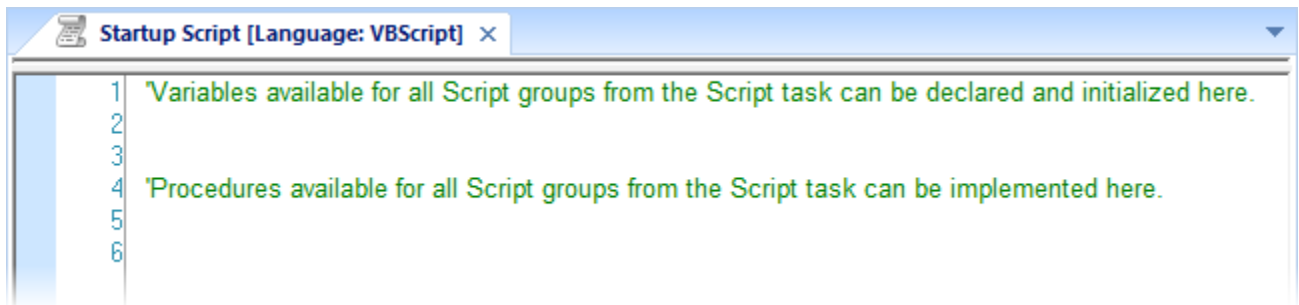 Startup Script [Language: VBScript] ×
1 'Variables available for all Script groups from the Script task can be declared and initialized here.
2
3
4 'Procedures available for all Script groups from the Script task can be implemented here.
5
6